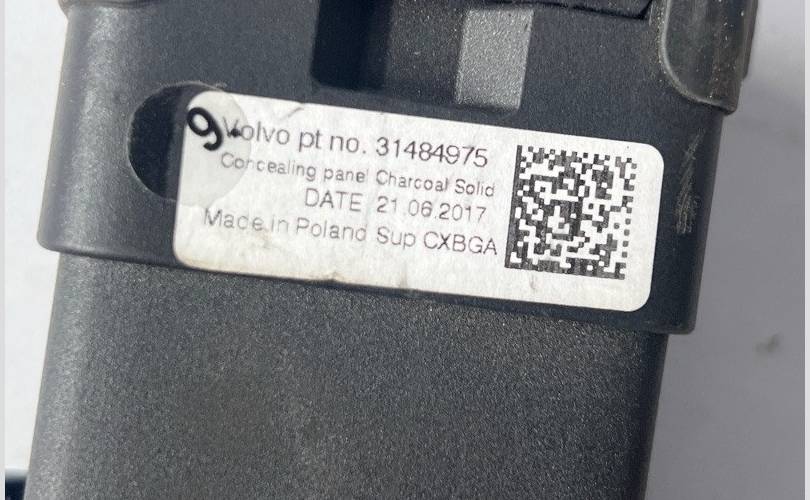 9.
Volvo pt no. 31484975
Concealing panel Charcoal Solid
DATE 21.06.2017
Made in Poland Sup CXBGA